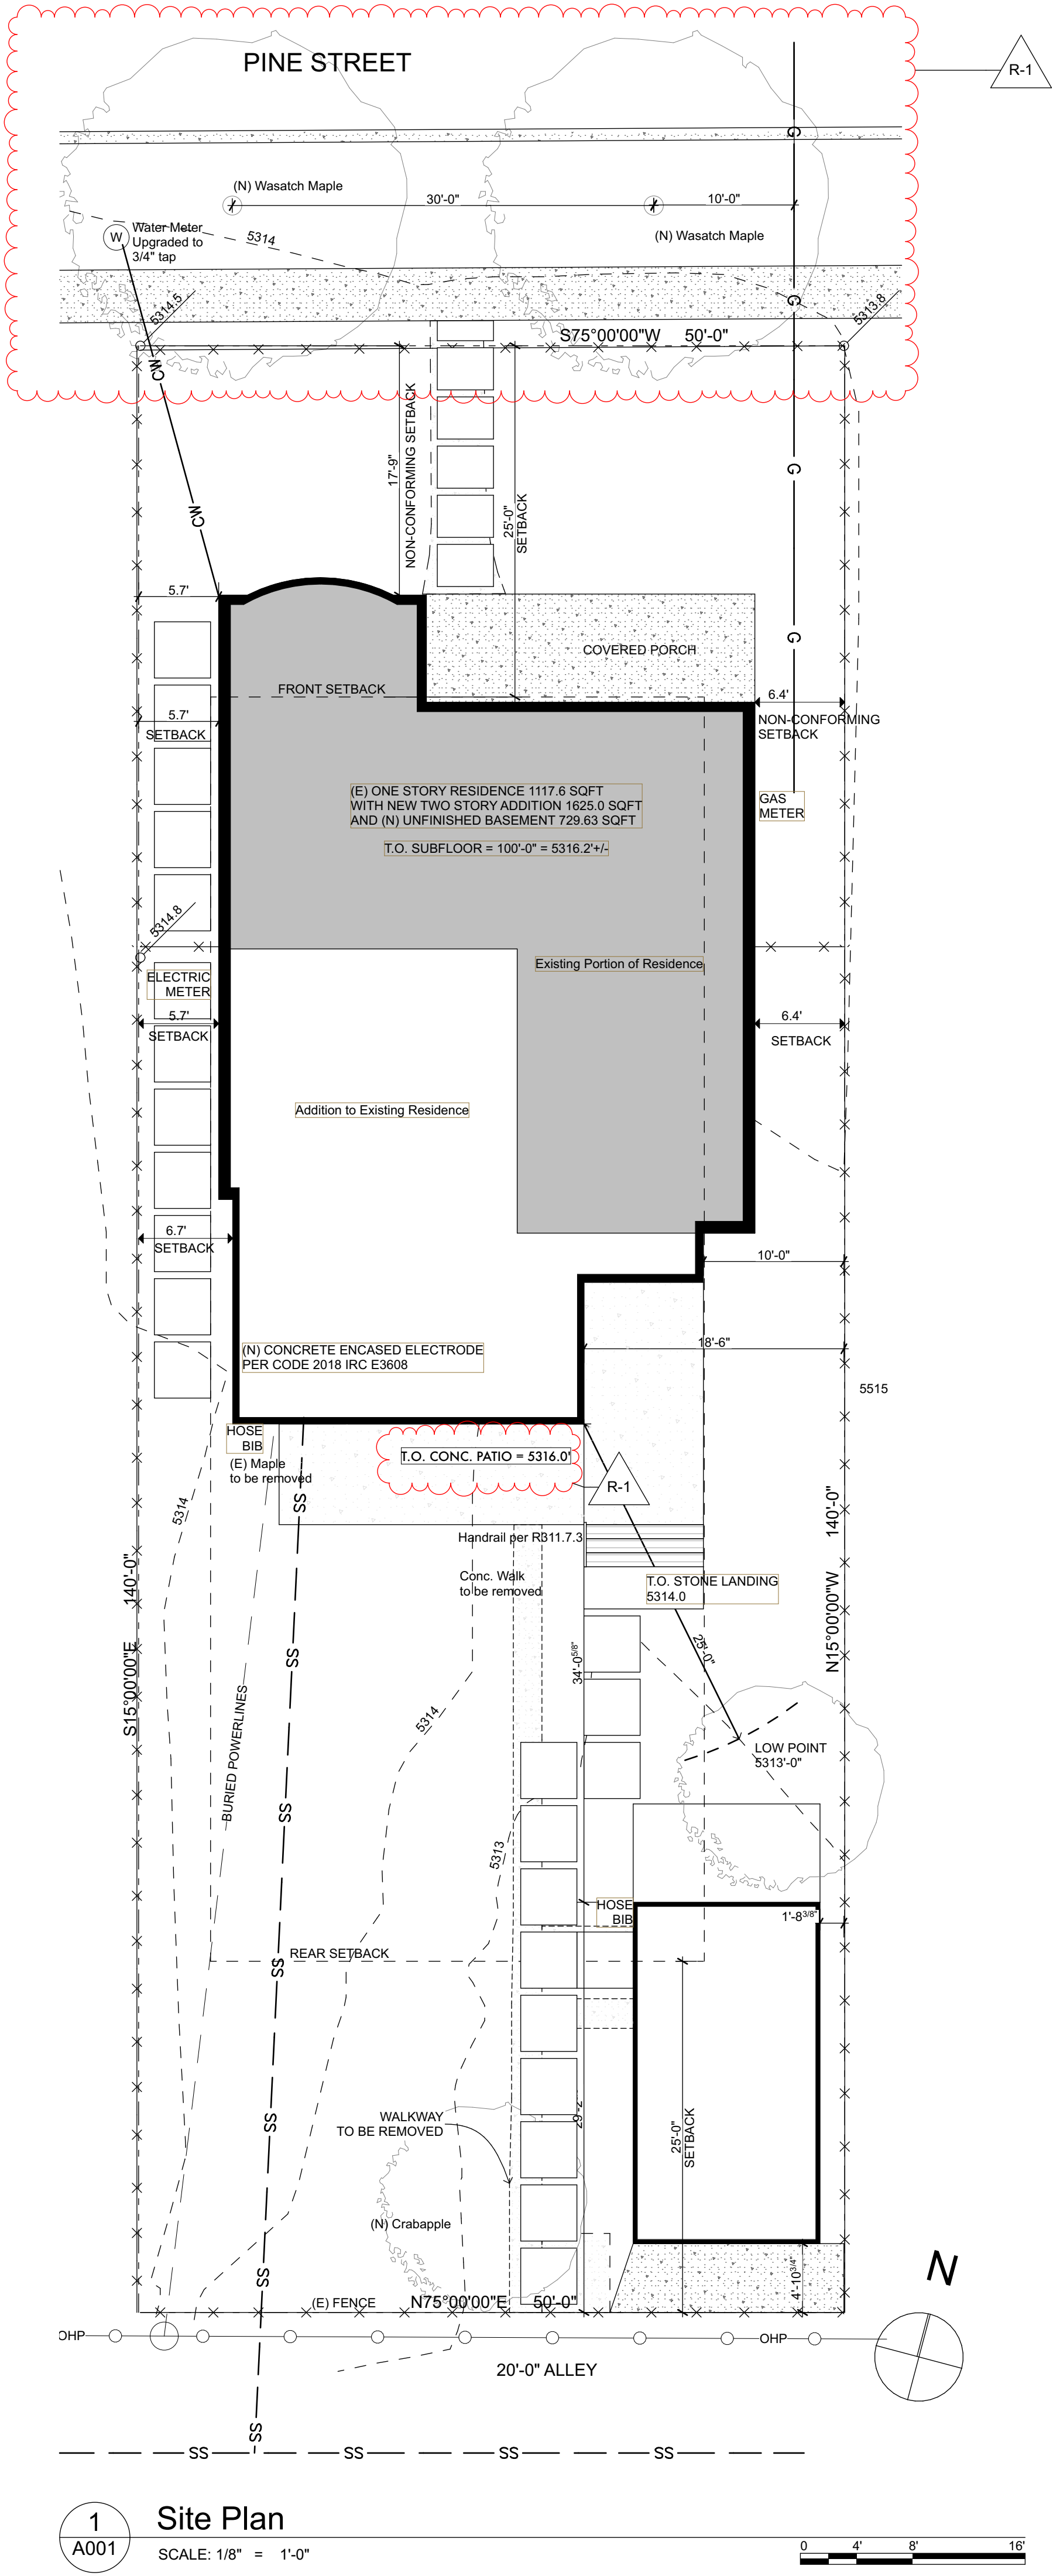 PINE STREET
R-1
G
(N) Wasatch Maple
30'-0"
10'-0"
(N) Wasatch Maple
W
Water Meter
Upgraded to
3/4" tap
5314
5314.5
G
5313.8
S75°00'00"W 50'-0"
CW
17'-9"
NON-CONFORMING SETBACK
25'-0"
SETBACK
G
CW
5.7'
G
COVERED PORCH
FRONT SETBACK
6.4'
NON-CONFORMING
SETBACK
5.7'
SETBACK
(E) ONE STORY RESIDENCE 1117.6 SQFT
WITH NEW TWO STORY ADDITION 1625.0 SQFT
AND (N) UNFINISHED BASEMENT 729.63 SQFT
T.O. SUBFLOOR = 100'-0" = 5316.2'+/-
GAS
METER
5314.8
Existing Portion of Residence
ELECTRIC
METER
5.7'
SETBACK
6.4'
SETBACK
Addition to Existing Residence
6.7'
SETBACK
10'-0"
18'-6"
(N) CONCRETE ENCASED ELECTRODE
PER CODE 2018 IRC E3608
5515
HOSE
BIB
(E) Maple
to be removed
T.O. CONC. PATIO = 5316.0'
R-1
SS
5314
Handrail per R311.7.3
Conc. Walk
to be removed
T.O. STONE LANDING
5314.0
S15°00'00"E 140'-0"
N15°00'00"W 140'-0"
SS
34'-0 5/8"
25'-0"
5314
BURIED POWERLINES
LOW POINT
5313'-0"
SS
5313
HOSE
BIB
1'-8 3/8"
REAR SETBACK
SS
WALKWAY
TO BE REMOVED
SS
29'-2"
25'-0"
SETBACK
(N) Crabapple
SS
4'-10 3/4"
N
(E) FENCE
N75°00'00"E 50'-0"
OHP
OHP
20'-0" ALLEY
SS
SS
SS
SS
SS
1
A001
Site Plan
SCALE: 1/8" = 1'-0"
0 4' 8' 16'